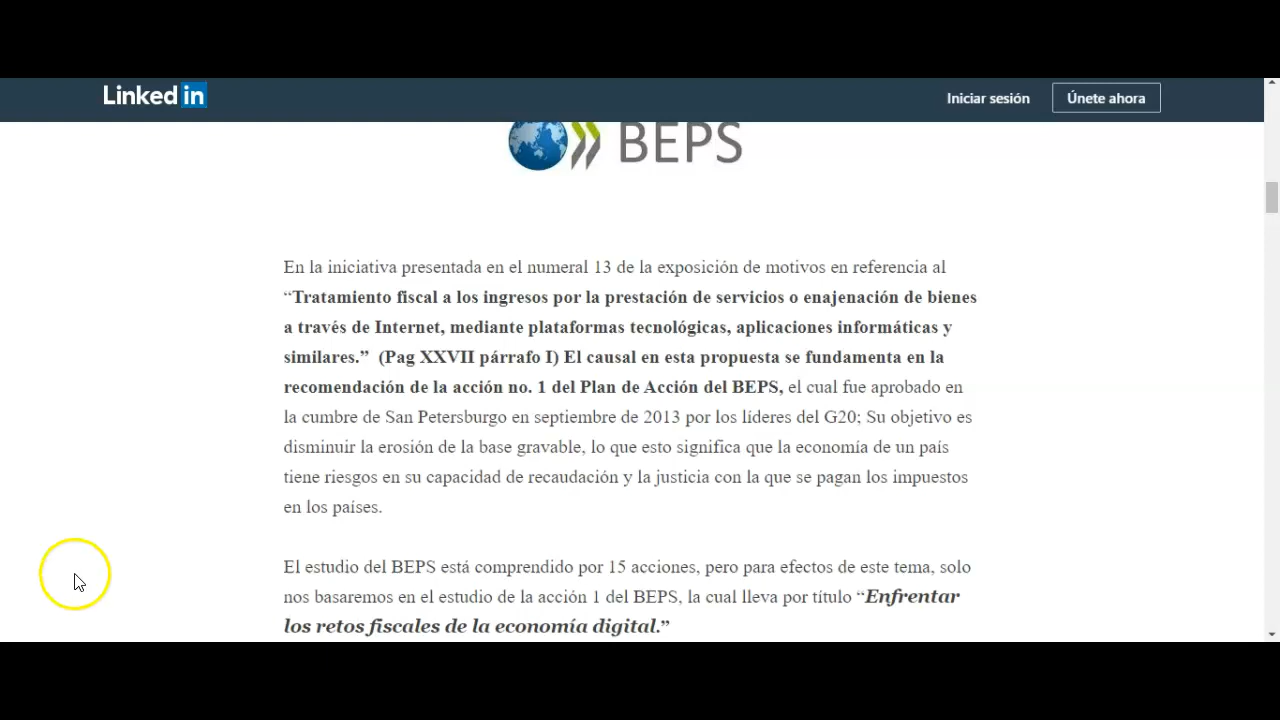 Linked in
Iniciar sesión
Únete ahora
BEPS
En la iniciativa presentada en el numeral 13 de la exposición de motivos en referencia al
“Tratamiento fiscal a los ingresos por la prestación de servicios o enajenación de bienes
a través de Internet, mediante plataformas tecnológicas, aplicaciones informáticas y
similares.” (Pag XXVII párrafo I) El causal en esta propuesta se fundamenta en la
recomendación de la acción no. 1 del Plan de Acción del BEPS, el cual fue aprobado en
la cumbre de San Petersburgo en septiembre de 2013 por los líderes del G20; Su objetivo es
disminuir la erosión de la base gravable, lo que esto significa que la economía de un país
tiene riesgos en su capacidad de recaudación y la justicia con la que se pagan los impuestos
en los países.
El estudio del BEPS está comprendido por 15 acciones, pero para efectos de este tema, solo
nos basaremos en el estudio de la acción 1 del BEPS, la cual lleva por título “Enfrentar
los retos fiscales de la economía digital.”